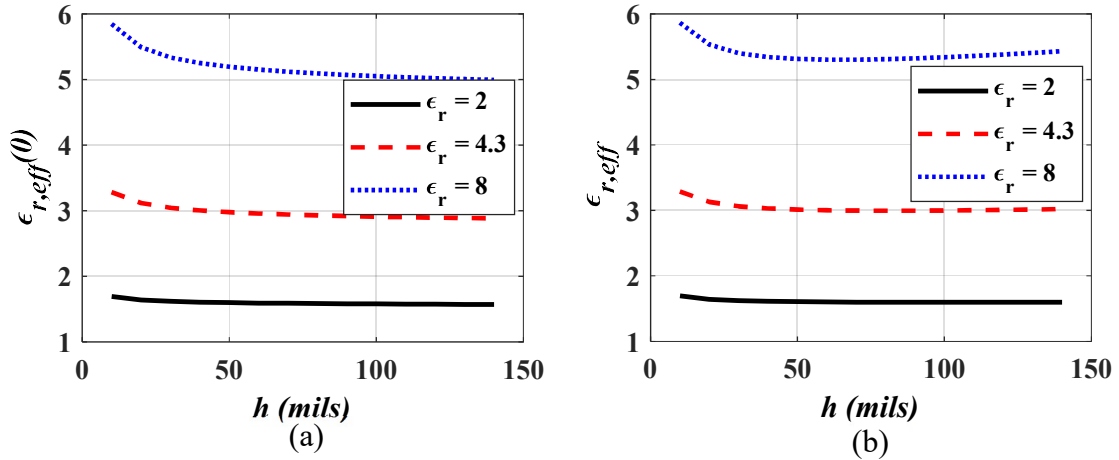 6
5
4
3
2
1
ϵr,eff(0)
ϵr = 2
ϵr = 4.3
ϵr = 8
0 50 100 150
h (mils)
(a)
6
5
4
3
2
1
ϵr,eff
ϵr = 2
ϵr = 4.3
ϵr = 8
0 50 100 150
h (mils)
(b)